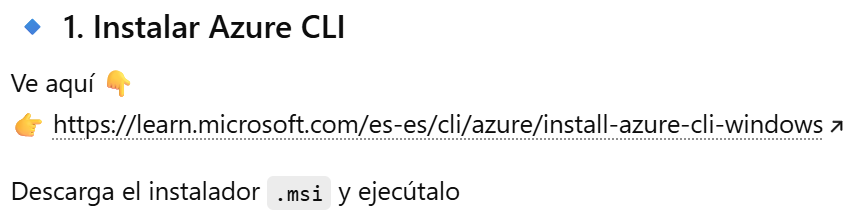 🔹 1. Instalar Azure CLI
Ve aquí 👇
👉 https://learn.microsoft.com/es-es/cli/azure/install-azure-cli-windows ↗
Descarga el instalador .msi y ejecútalo